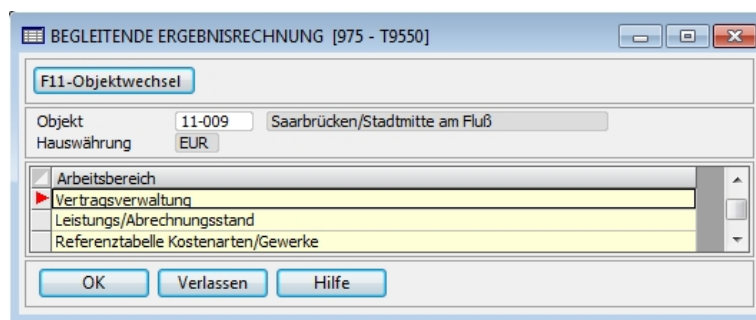 BEGLEITENDE ERGEBNISRECHNUNG [975 - T9550]
F11-Objektwechsel
Objekt 11-009 Saarbrücken/Stadtmitte am Fluß
Hauswährung EUR
Arbeitsbereich
Vertragsverwaltung
Leistungs/Abrechnungsstand
Referenztabelle Kostenarten/Gewerke
OK Verlassen Hilfe